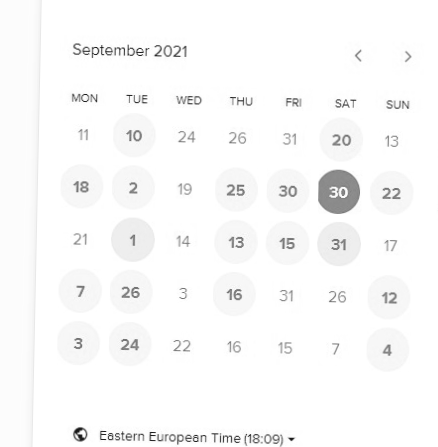 September 2021
MON TUE WED THU FRI SAT SUN
11 10 24 26 31 20 13
18 2 19 25 30 30 22
21 1 14 13 15 31 17
7 26 3 16 31 26 12
3 24 22 16 15 7 4
Eastern European Time (18:09)